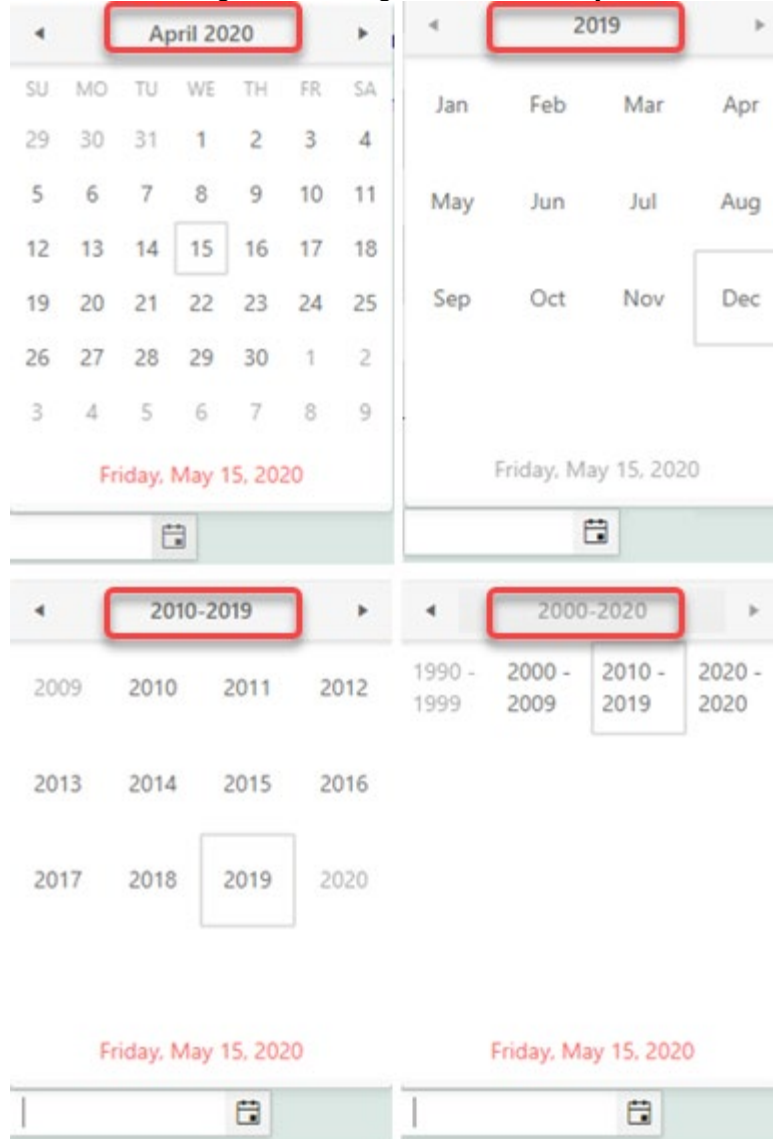 April 2020
SU MO TU WE TH FR SA
29 30 31 1 2 3 4
5 6 7 8 9 10 11
12 13 14 15 16 17 18
19 20 21 22 23 24 25
26 27 28 29 30 1 2
3 4 5 6 7 8 9
Friday, May 15, 2020
2019
Jan Feb Mar Apr
May Jun Jul Aug
Sep Oct Nov Dec
Friday, May 15, 2020
2010-2019
2009 2010 2011 2012
2013 2014 2015 2016
2017 2018 2019 2020
Friday, May 15, 2020
2000-2020
1990 - 2000 - 2010 - 2020 -
1999 2009 2019 2020
Friday, May 15, 2020